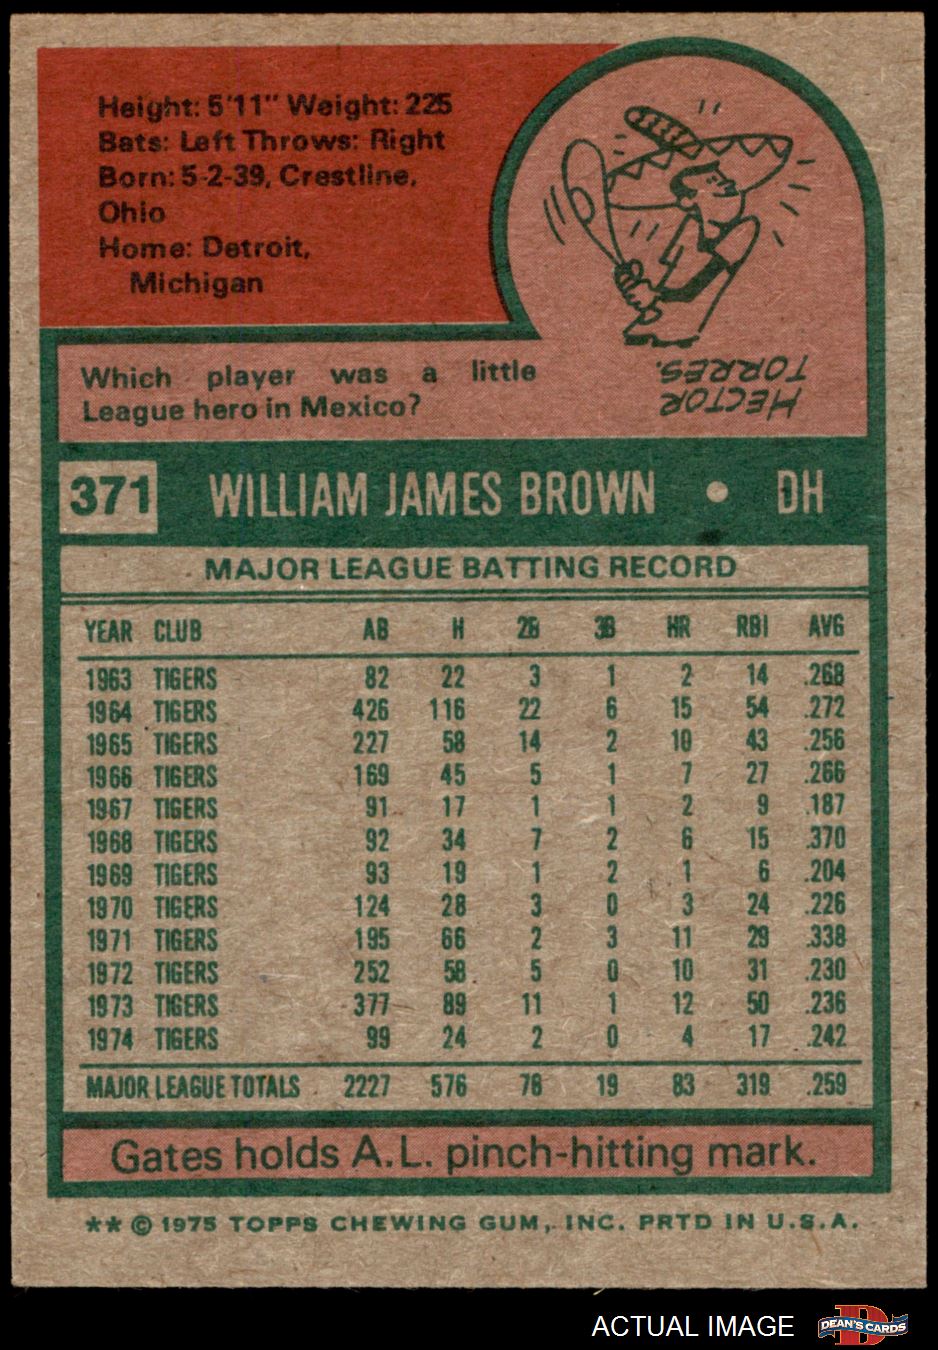 Height: 5'11" Weight: 225
Bats: Left Throws: Right
Born: 5-2-39, Crestline,
Ohio
Home: Detroit,
Michigan
Which player was a little
League hero in Mexico?
HECTOR
TORRES.
371 WILLIAM JAMES BROWN • DH
MAJOR LEAGUE BATTING RECORD
YEAR CLUB AB H 2B 3B HR RBI AVG
1963 TIGERS 82 22 3 1 2 14 .268
1964 TIGERS 426 116 22 6 15 54 .272
1965 TIGERS 227 58 14 2 10 43 .256
1966 TIGERS 169 45 5 1 7 27 .266
1967 TIGERS 91 17 1 1 2 9 .187
1968 TIGERS 92 34 7 2 6 15 .370
1969 TIGERS 93 19 1 2 1 6 .204
1970 TIGERS 124 28 3 0 3 24 .226
1971 TIGERS 195 66 2 3 11 29 .338
1972 TIGERS 252 58 5 0 10 31 .230
1973 TIGERS 377 89 11 1 12 50 .236
1974 TIGERS 99 24 2 0 4 17 .242
MAJOR LEAGUE TOTALS 2227 576 76 19 83 319 .259
Gates holds A.L. pinch-hitting mark.
** © 1975 TOPPS CHEWING GUM, INC. PRTD IN U.S.A.
ACTUAL IMAGE
D
DEAN'S CARDS